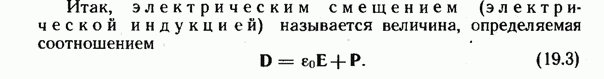 Итак, электрическим смещением (электри-
ческой индукцией) называется величина, определяемая
соотношением
D = ε₀E + P. (19.3)